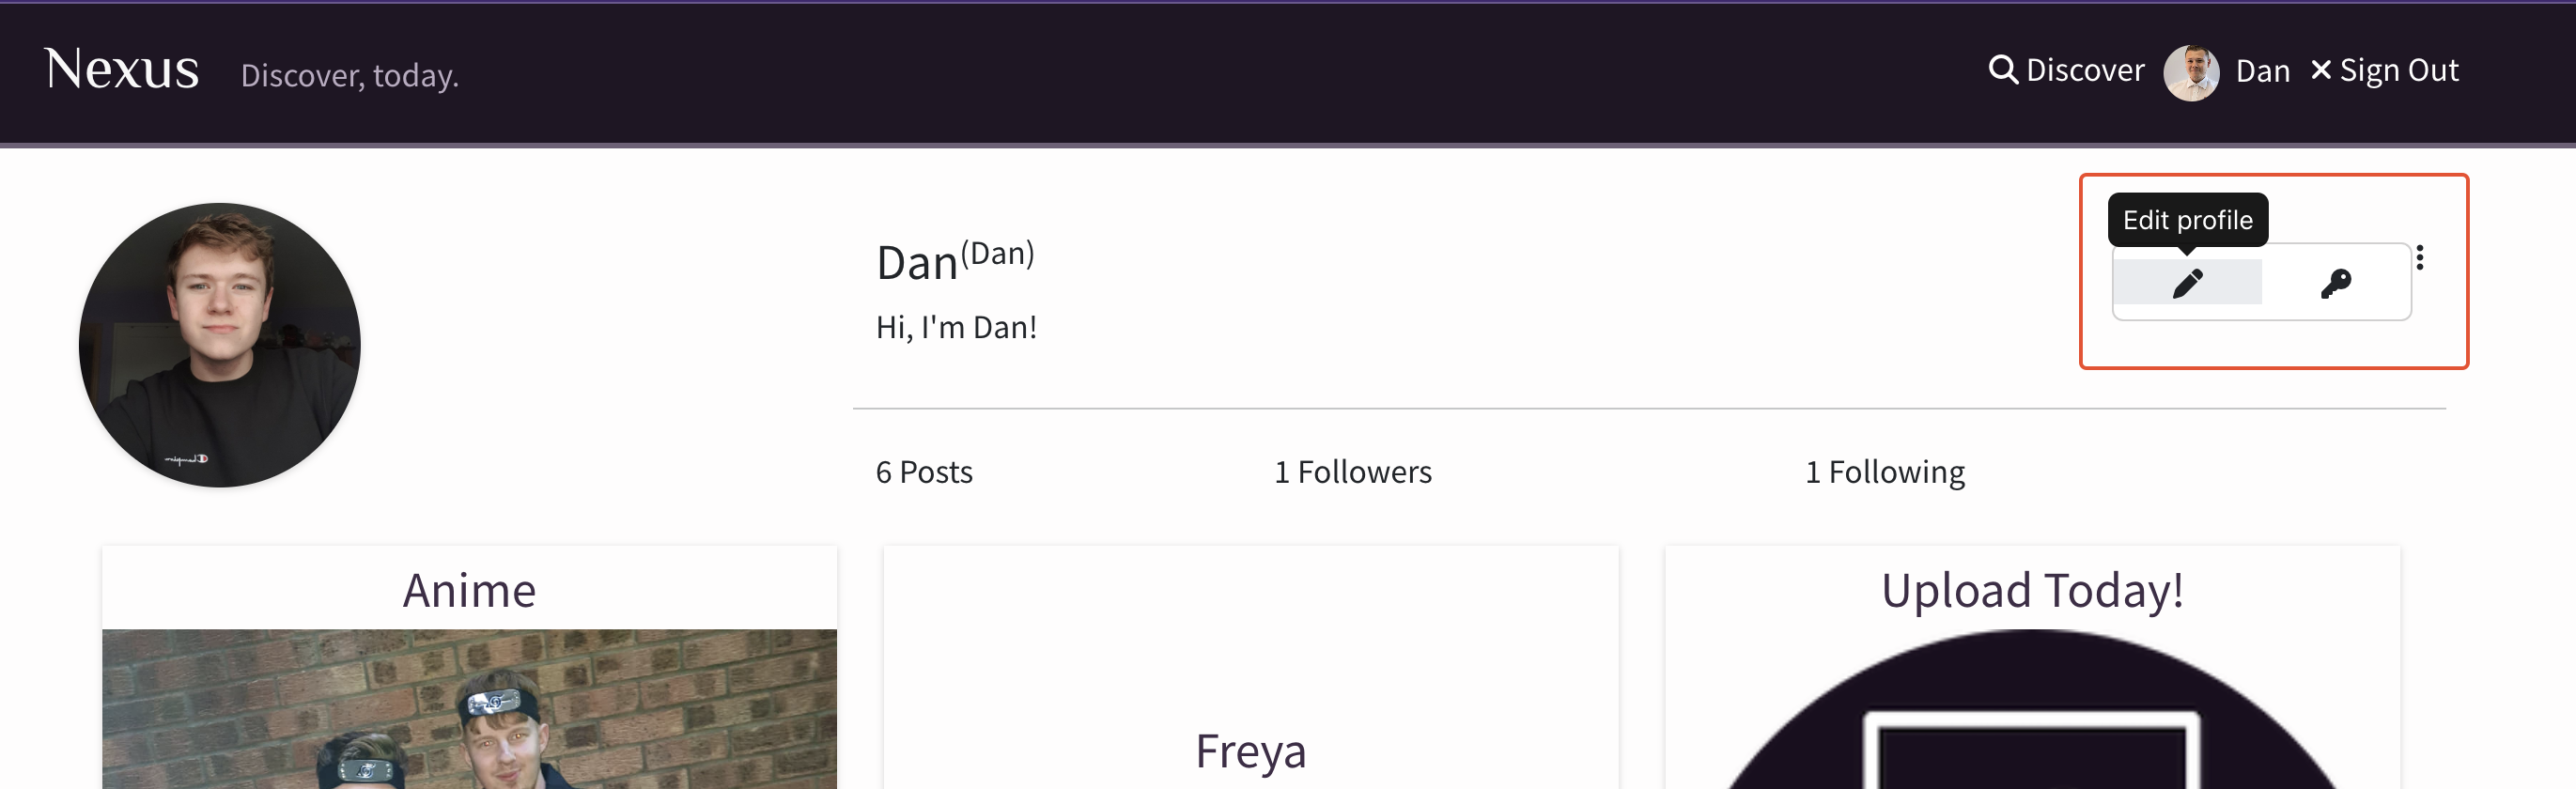 Nexus Discover, today. Discover Dan Sign Out
Edit profile
Dan(Dan)
Hi, I'm Dan!
6 Posts 1 Followers 1 Following
Anime
Upload Today!
Freya